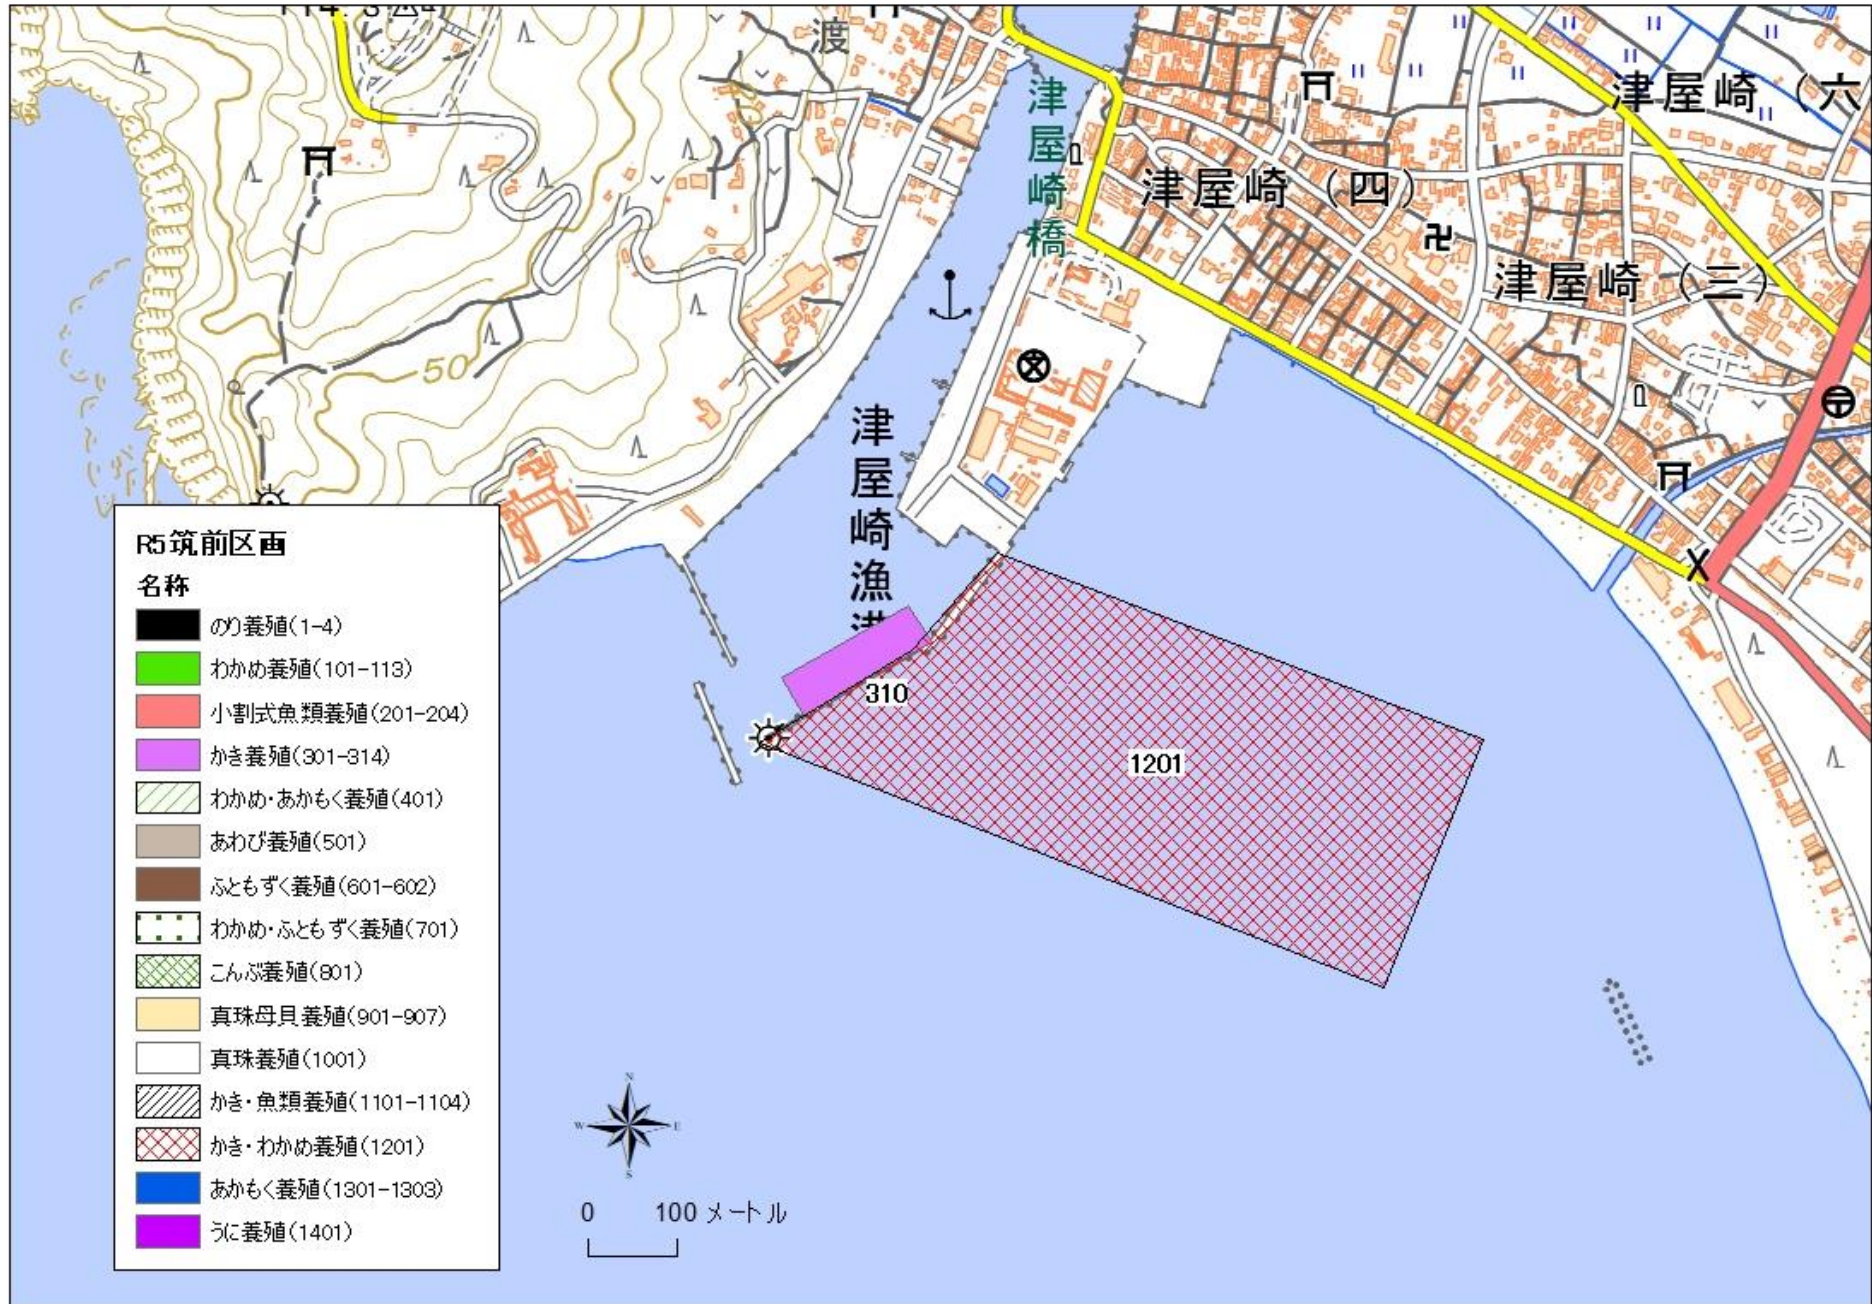 渡
津屋崎橋
津屋崎（六
津屋崎（四）
津屋崎（三）
50
津屋崎漁港
310
1201
R5筑前区画
名称
のり養殖(1-4)
わかめ養殖(101-113)
小割式魚類養殖(201-204)
かき養殖(301-314)
わかめ・あかもく養殖(401)
あわび養殖(501)
ふともずく養殖(601-602)
わかめ・ふともずく養殖(701)
こんぶ養殖(801)
真珠母貝養殖(901-907)
真珠養殖(1001)
かき・魚類養殖(1101-1104)
かき・わかめ養殖(1201)
あかもく養殖(1301-1303)
うに養殖(1401)
N
W E
S
0 100 メートル